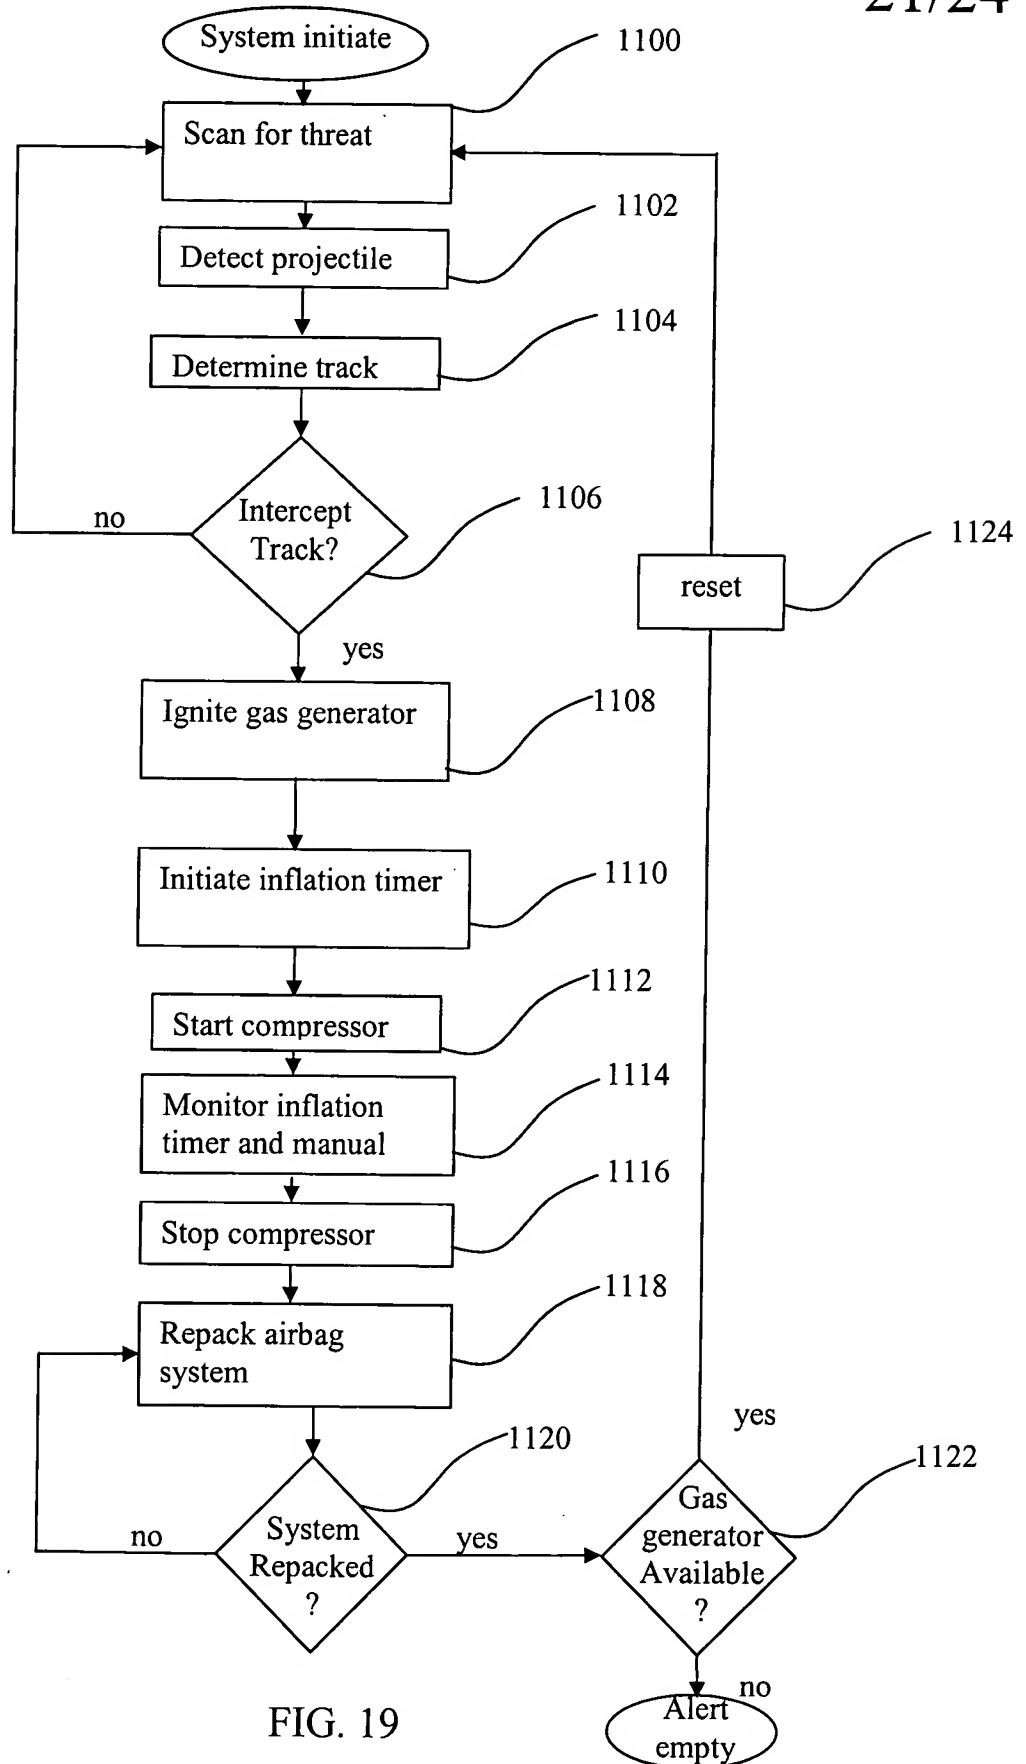 21/24
System initiate
1100
Scan for threat
1102
Detect projectile
1104
Determine track
1106
Intercept
Track?
no
1124
reset
yes
Ignite gas generator
1108
Initiate inflation timer
1110
1112
Start compressor
1114
Monitor inflation
timer and manual
1116
Stop compressor
1118
Repack airbag
system
yes
1120
1122
System
Repacked
?
no
yes
Gas
generator
Available
?
no
Alert
empty
FIG. 19